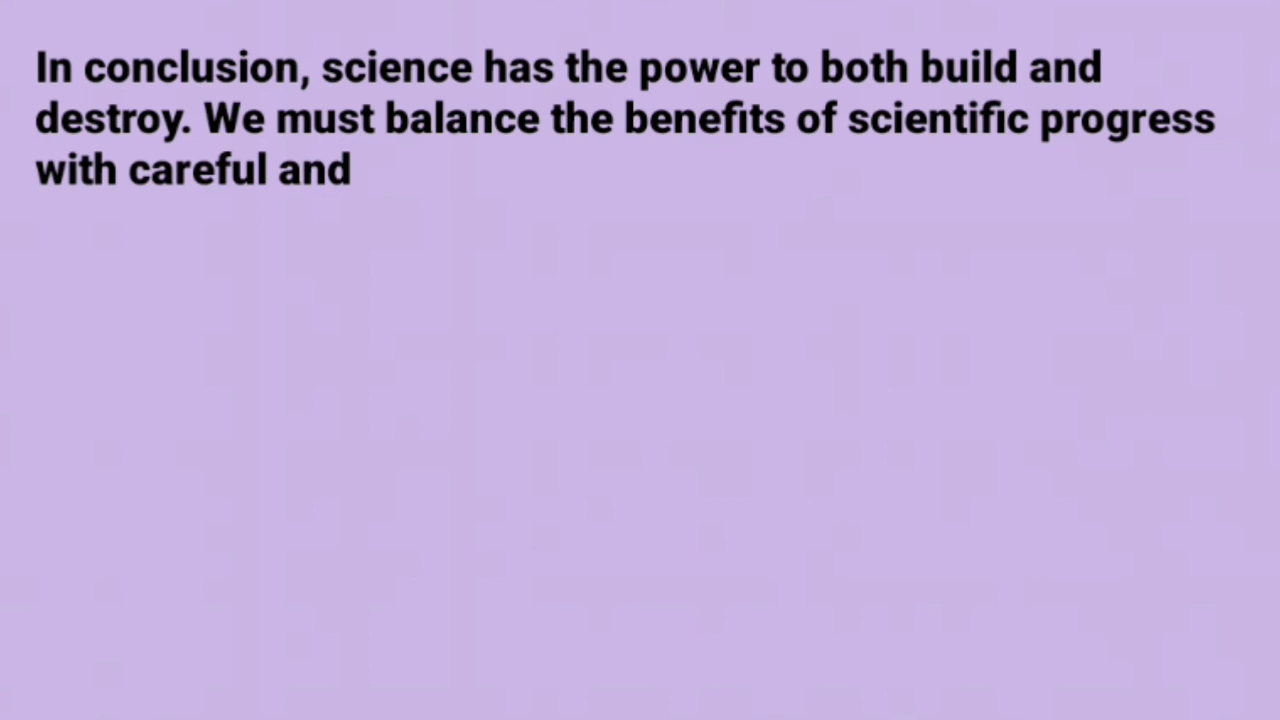 In conclusion, science has the power to both build and
destroy. We must balance the benefits of scientific progress
with careful and